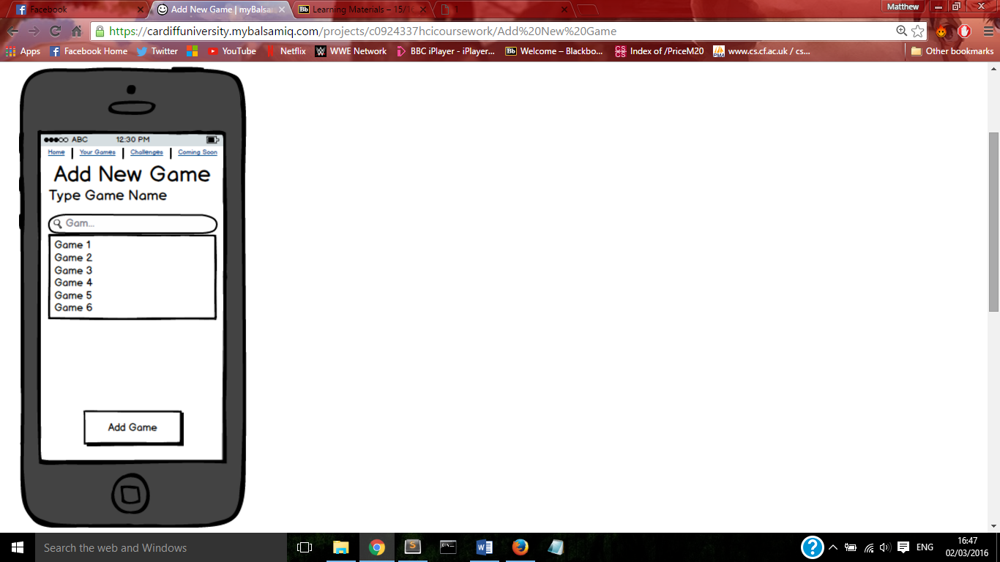 Facebook
Add New Game | myBalsa
Learning Materials – 15/1
1
Matthew
https://cardiffuniversity.mybalsamiq.com/projects/c0924337hcicoursework/Add%20New%20Game
Apps
Facebook Home
Twitter
YouTube
Netflix
WWE Network
BBC iPlayer - iPlayer...
Bb
Welcome – Blackbo...
Index of /PriceM20
PMA
www.cs.cf.ac.uk / cs...
Other bookmarks
ABC
12:30 PM
Home
Your Games
Challenges
Coming Soon
Add New Game
Type Game Name
Gam...
Game 1
Game 2
Game 3
Game 4
Game 5
Game 6
Add Game
Search the web and Windows
ENG
16:47
02/03/2016